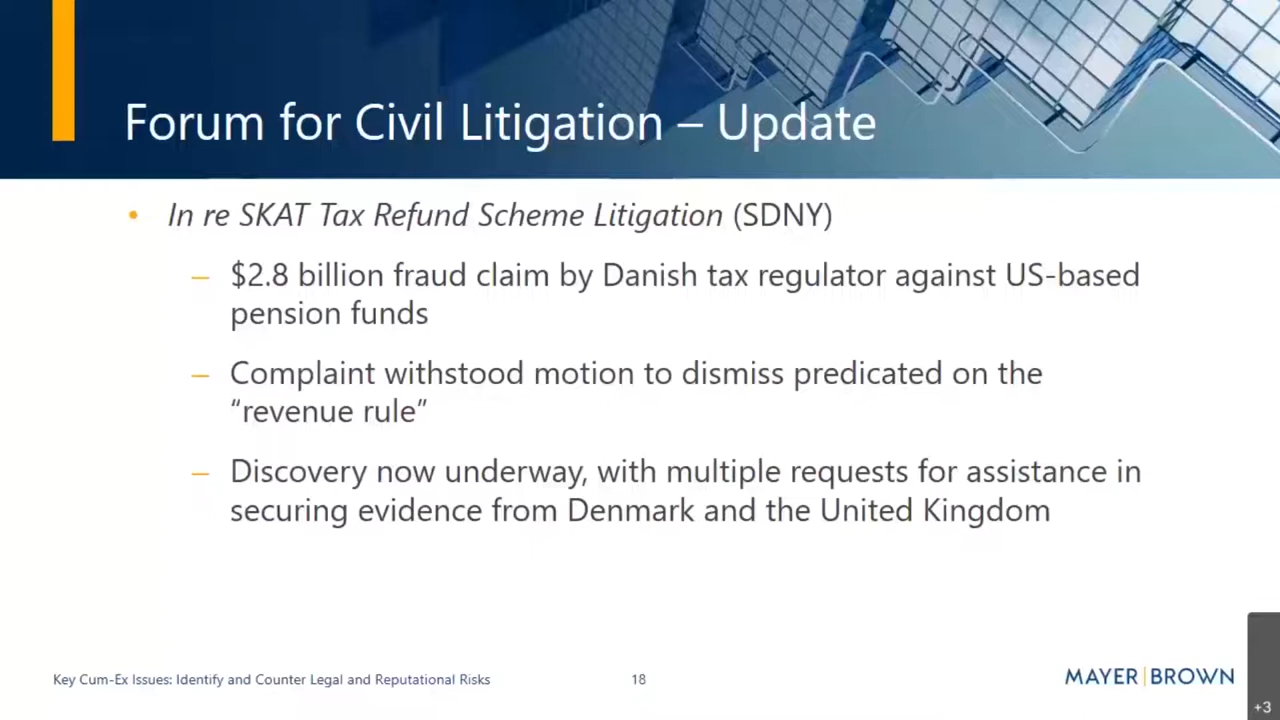 Forum for Civil Litigation – Update
• In re SKAT Tax Refund Scheme Litigation (SDNY)
– $2.8 billion fraud claim by Danish tax regulator against US-based
pension funds
– Complaint withstood motion to dismiss predicated on the
“revenue rule”
– Discovery now underway, with multiple requests for assistance in
securing evidence from Denmark and the United Kingdom
Key Cum-Ex Issues: Identify and Counter Legal and Reputational Risks
18
MAYER|BROWN
+3